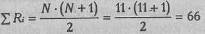 ∑ Rᵢ = N · (N + 1) / 2 = 11 · (11 + 1) / 2 = 66